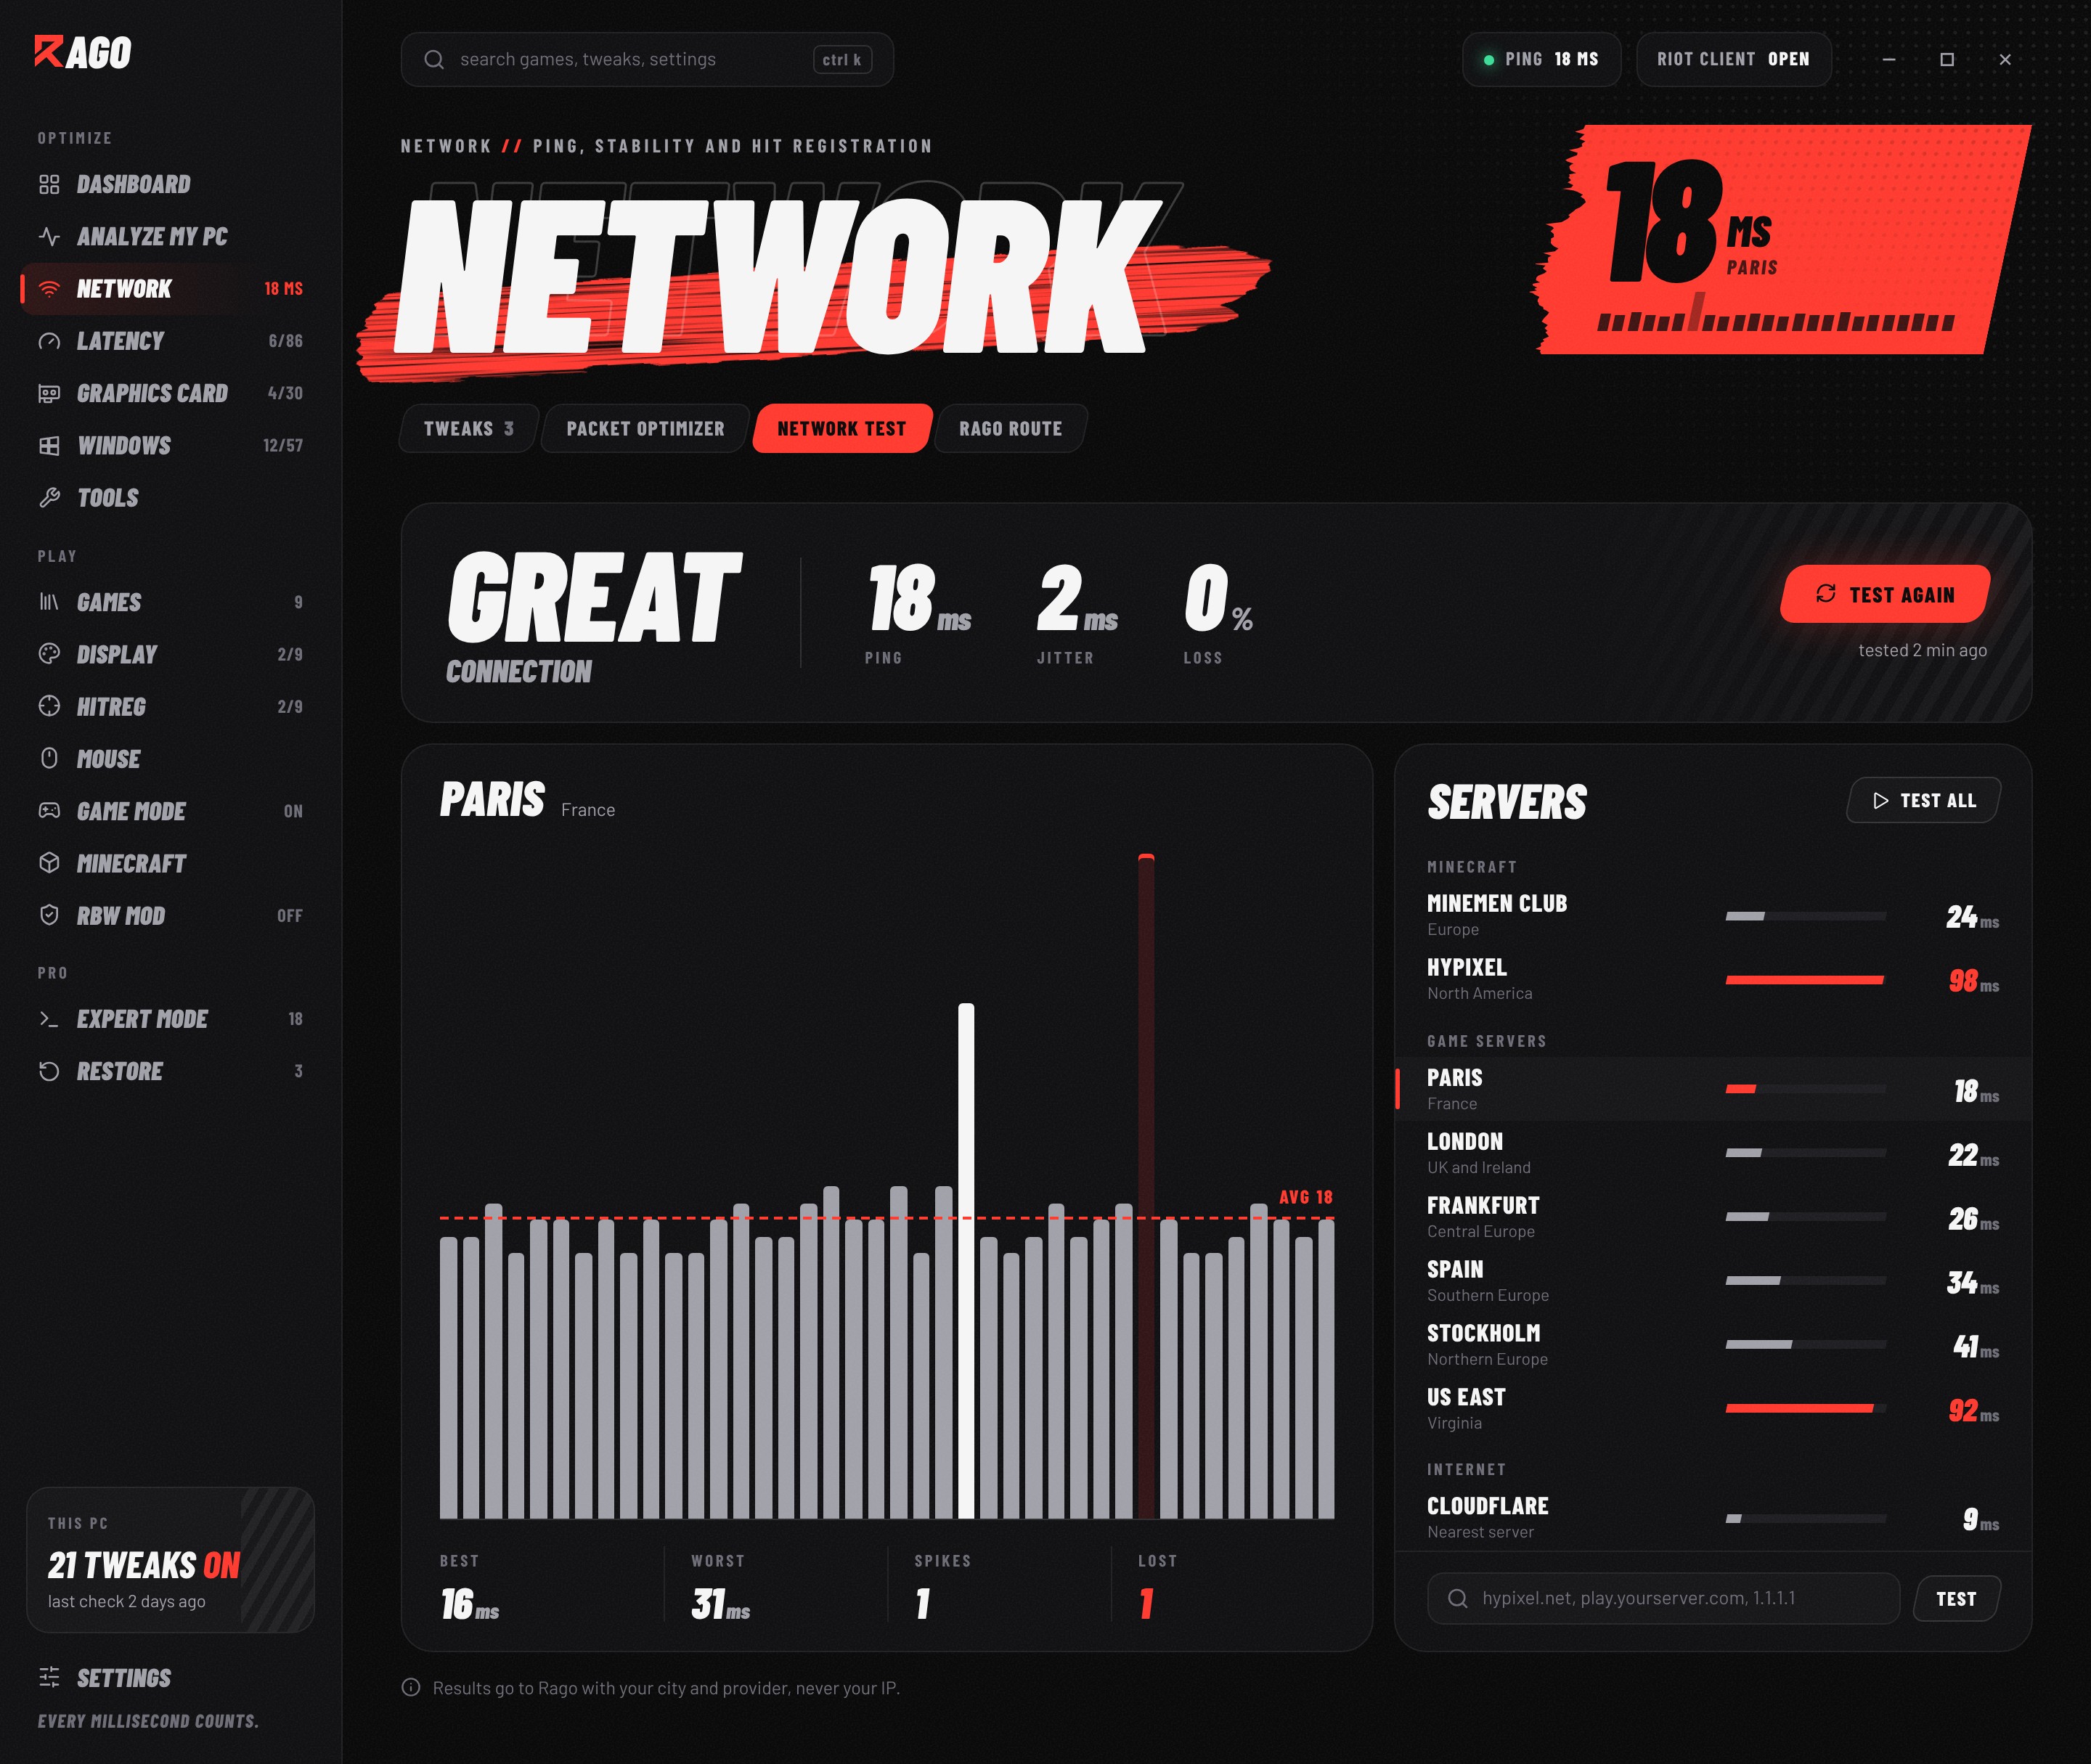 RAGO
search games, tweaks, settings
ctrl k
PING 18 MS
RIOT CLIENT OPEN
OPTIMIZE
DASHBOARD
ANALYZE MY PC
NETWORK 18 MS
LATENCY 6/86
GRAPHICS CARD 4/30
WINDOWS 12/57
TOOLS
PLAY
GAMES 9
DISPLAY 2/9
HITREG 2/9
MOUSE
GAME MODE ON
MINECRAFT
RBW MOD OFF
PRO
EXPERT MODE 18
RESTORE 3
THIS PC
21 TWEAKS ON
last check 2 days ago
SETTINGS
EVERY MILLISECOND COUNTS.
NETWORK // PING, STABILITY AND HIT REGISTRATION
NETWORK
18 MS
PARIS
TWEAKS 3
PACKET OPTIMIZER
NETWORK TEST
RAGO ROUTE
GREAT
CONNECTION
18 ms
PING
2 ms
JITTER
0 %
LOSS
TEST AGAIN
tested 2 min ago
PARIS France
AVG 18
BEST
16 ms
WORST
31 ms
SPIKES
1
LOST
1
SERVERS
TEST ALL
MINECRAFT
MINEMEN CLUB
Europe
24 ms
HYPIXEL
North America
98 ms
GAME SERVERS
PARIS
France
18 ms
LONDON
UK and Ireland
22 ms
FRANKFURT
Central Europe
26 ms
SPAIN
Southern Europe
34 ms
STOCKHOLM
Northern Europe
41 ms
US EAST
Virginia
92 ms
INTERNET
CLOUDFLARE
Nearest server
9 ms
hypixel.net, play.yourserver.com, 1.1.1.1
TEST
Results go to Rago with your city and provider, never your IP.